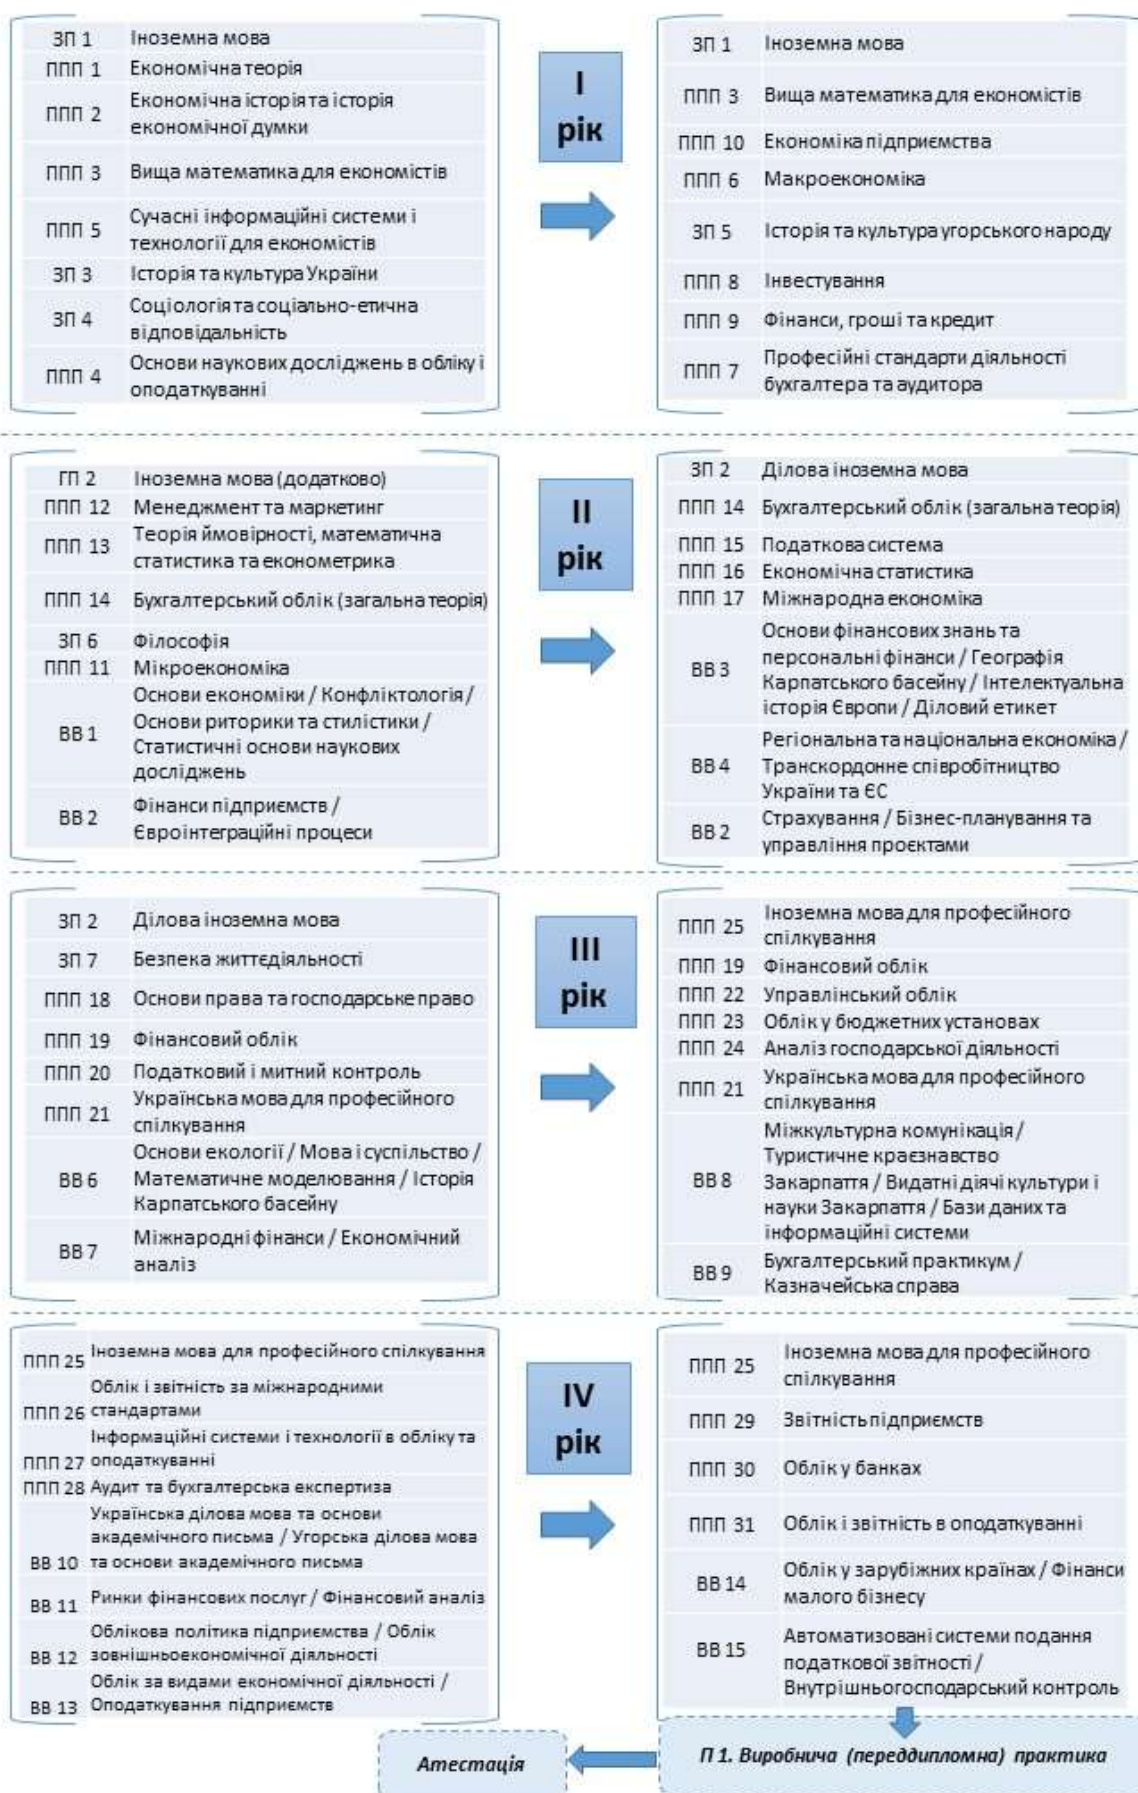 ЗП 1 Іноземна мова
ППП 1 Економічна теорія
ППП 2 Економічна історія та історія
економічної думки
ППП 3 Вища математика для економістів
ППП 5 Сучасні інформаційні системи і
технології для економістів
ЗП 3 Історія та культура України
ЗП 4 Соціологія та соціально-етична
відповідальність
ППП 4 Основи наукових досліджень в обліку і
оподаткуванні
I
рік
ЗП 1 Іноземна мова
ППП 3 Вища математика для економістів
ППП 10 Економіка підприємства
ППП 6 Макроекономіка
ЗП 5 Історія та культура угорського народу
ППП 8 Інвестування
ППП 9 Фінанси, гроші та кредит
ППП 7 Професійні стандарти діяльності
бухгалтера та аудитора
ГП 2 Іноземна мова (додатково)
ППП 12 Менеджмент та маркетинг
ППП 13 Теорія ймовірності, математична
статистика та економетрика
ППП 14 Бухгалтерський облік (загальна теорія)
ЗП 6 Філософія
ППП 11 Мікроекономіка
ВВ 1 Основи економіки / Конфліктологія /
Основи риторики та стилістики /
Статистичні основи наукових
досліджень
ВВ 2 Фінанси підприємств /
Євроінтеграційні процеси
II
рік
ЗП 2 Ділова іноземна мова
ППП 14 Бухгалтерський облік (загальна теорія)
ППП 15 Податкова система
ППП 16 Економічна статистика
ППП 17 Міжнародна економіка
ВВ 3 Основи фінансових знань та
персональні фінанси / Географія
Карпатського басейну / Інтелектуальна
історія Європи / Діловий етикет
ВВ 4 Регіональна та національна економіка /
Транскордонне співробітництво
України та ЄС
ВВ 2 Страхування / Бізнес-планування та
управління проєктами
ЗП 2 Ділова іноземна мова
ЗП 7 Безпека життєдіяльності
ППП 18 Основи права та господарське право
ППП 19 Фінансовий облік
ППП 20 Податковий і митний контроль
ППП 21 Українська мова для професійного
спілкування
ВВ 6 Основи екології / Мова і суспільство /
Математичне моделювання / Історія
Карпатського басейну
ВВ 7 Міжнародні фінанси / Економічний
аналіз
III
рік
ППП 25 Іноземна мова для професійного
спілкування
ППП 19 Фінансовий облік
ППП 22 Управлінський облік
ППП 23 Облік у бюджетних установах
ППП 24 Аналіз господарської діяльності
ППП 21 Українська мова для професійного
спілкування
ВВ 8 Міжкультурна комунікація /
Туристичне краєзнавство
Закарпаття / Видатні діячі культури і
науки Закарпаття / Бази даних та
інформаційні системи
ВВ 9 Бухгалтерський практикум /
Казначейська справа
ППП 25 Іноземна мова для професійного спілкування
Облік і звітність за міжнародними
ППП 26 стандартами
Інформаційні системи і технології в обліку та
ППП 27 оподаткуванні
ППП 28 Аудит та бухгалтерська експертиза
Українська ділова мова та основи
академічного письма / Угорська ділова мова
ВВ 10 та основи академічного письма
ВВ 11 Ринки фінансових послуг / Фінансовий аналіз
Облікова політика підприємства / Облік
ВВ 12 зовнішньоекономічної діяльності
Облік за видами економічної діяльності /
ВВ 13 Оподаткування підприємств
IV
рік
ППП 25 Іноземна мова для професійного
спілкування
ППП 29 Звітність підприємств
ППП 30 Облік у банках
ППП 31 Облік і звітність в оподаткуванні
ВВ 14 Облік у зарубіжних країнах / Фінанси
малого бізнесу
ВВ 15 Автоматизовані системи подання
податкової звітності /
Внутрішньогосподарський контроль
Атестація
П 1. Виробнича (переддипломна) практика